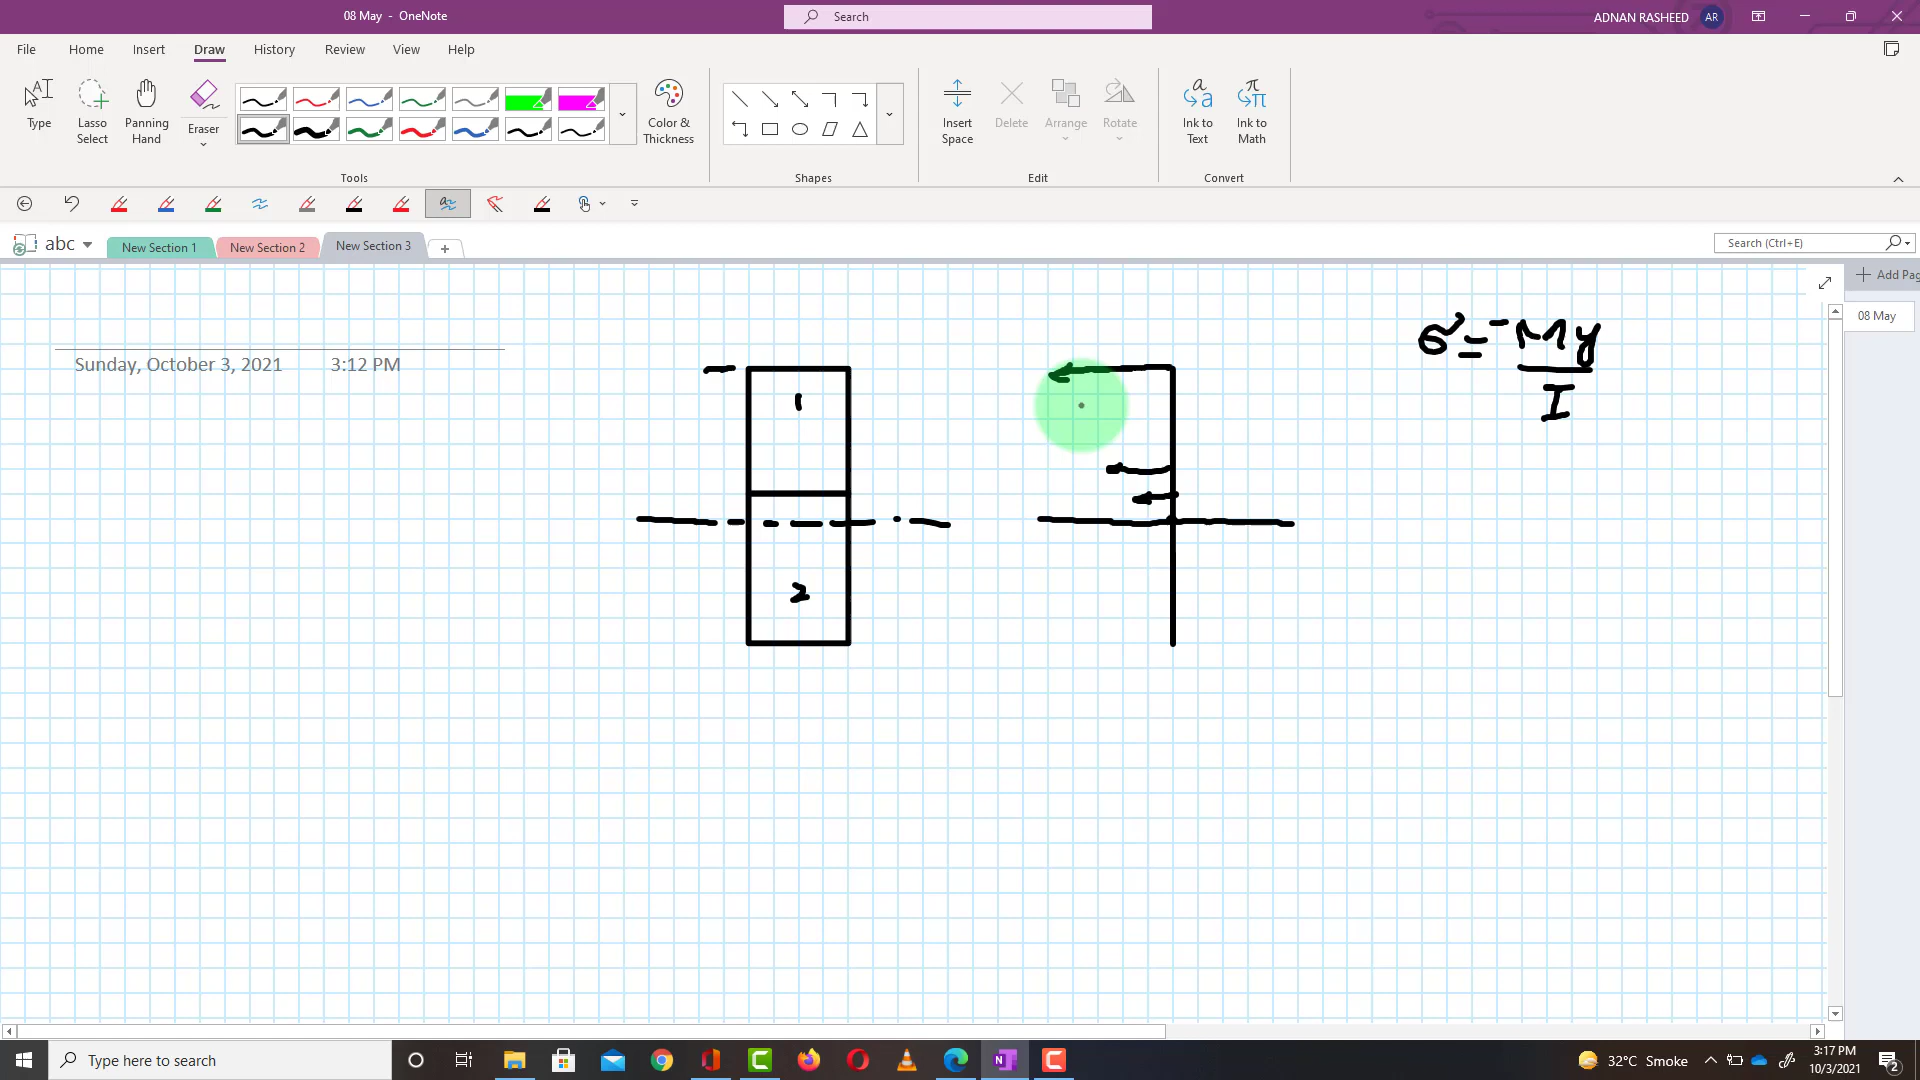 08 May - OneNote
Search
ADNAN RASHEED
AR
File
Home
Insert
Draw
History
Review
View
Help
Type
Lasso
Select
Panning
Hand
Eraser
Color &
Thickness
Insert
Space
Delete
Arrange
Rotate
Ink to
Text
Ink to
Math
Tools
Shapes
Edit
Convert
abc
New Section 1
New Section 2
New Section 3
Search (Ctrl+E)
Add Pag
08 May
Sunday, October 3, 2021 3:12 PM
1
2
σ = -My
I
Type here to search
32°C Smoke
3:17 PM
10/3/2021
2